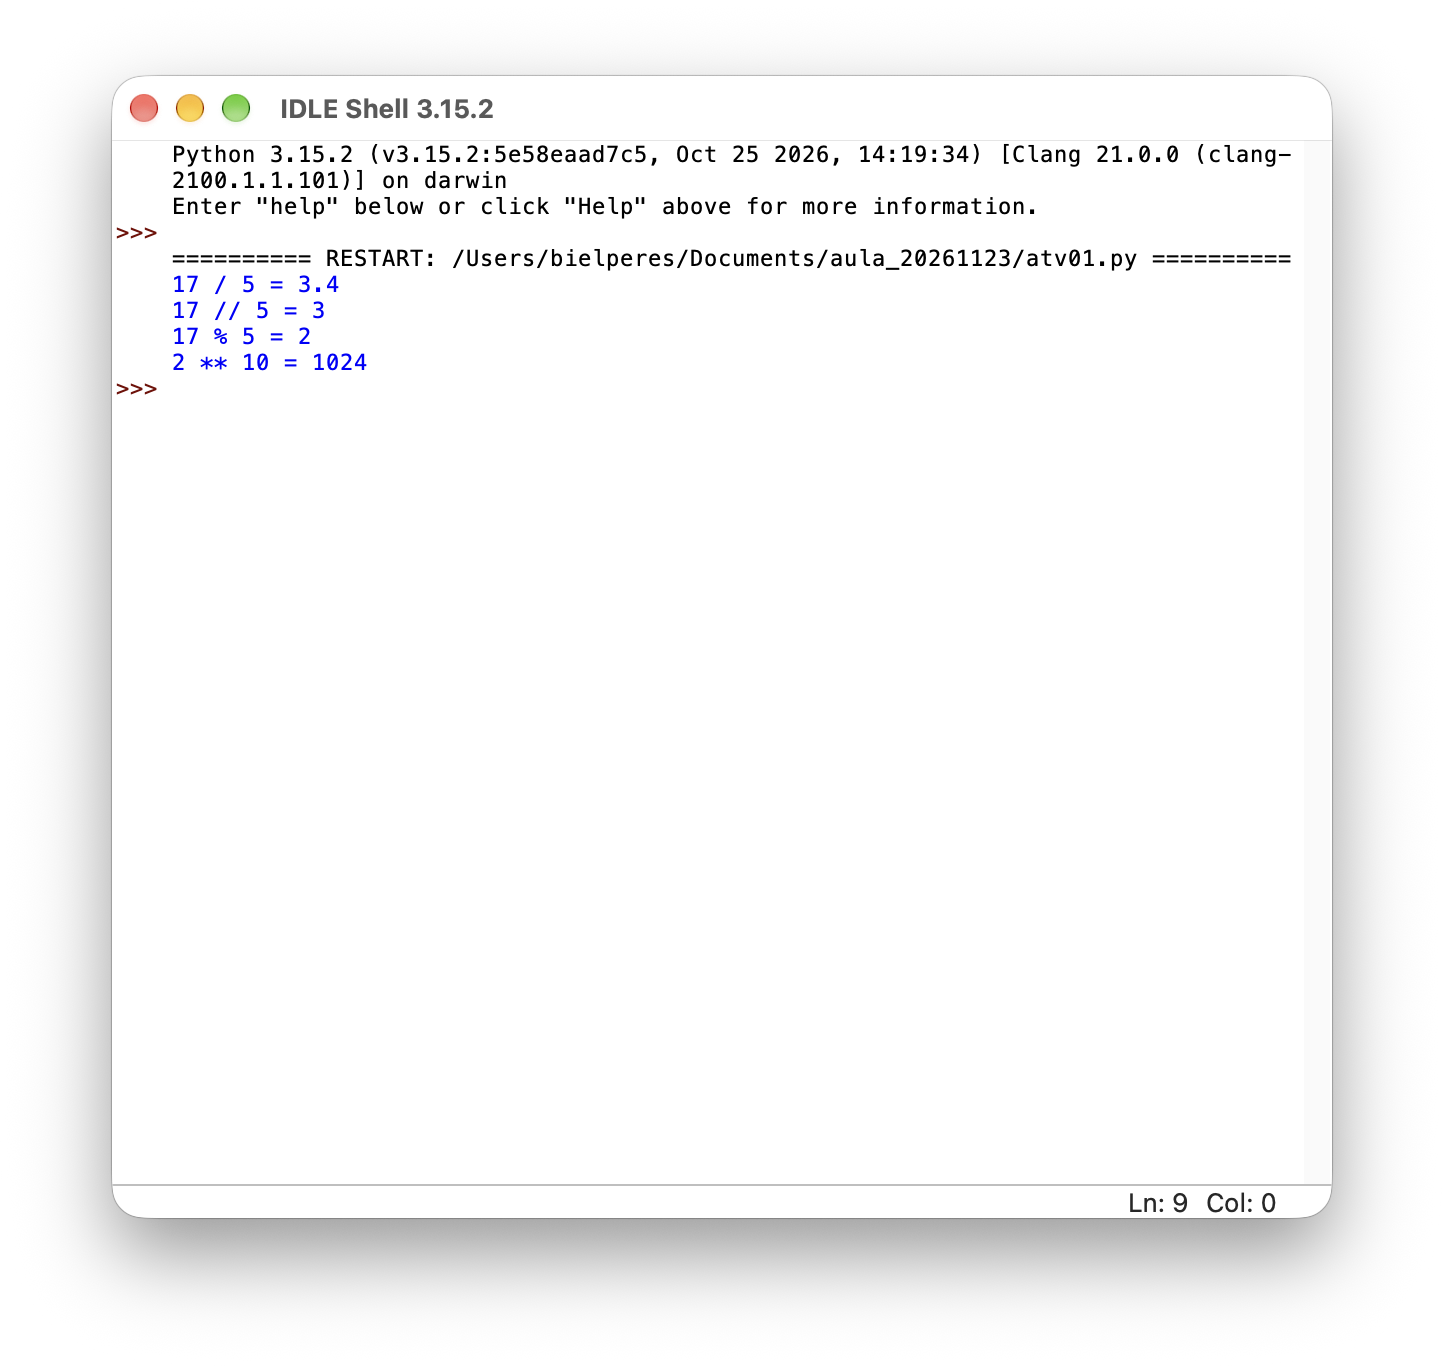 IDLE Shell 3.15.2
Python 3.15.2 (v3.15.2:5e58eaad7c5, Oct 25 2026, 14:19:34) [Clang 21.0.0 (clang-
2100.1.1.101)] on darwin
Enter "help" below or click "Help" above for more information.
>>>
========== RESTART: /Users/bielperes/Documents/aula_20261123/atv01.py ==========
17 / 5 = 3.4
17 // 5 = 3
17 % 5 = 2
2 ** 10 = 1024
>>>
Ln: 9 Col: 0